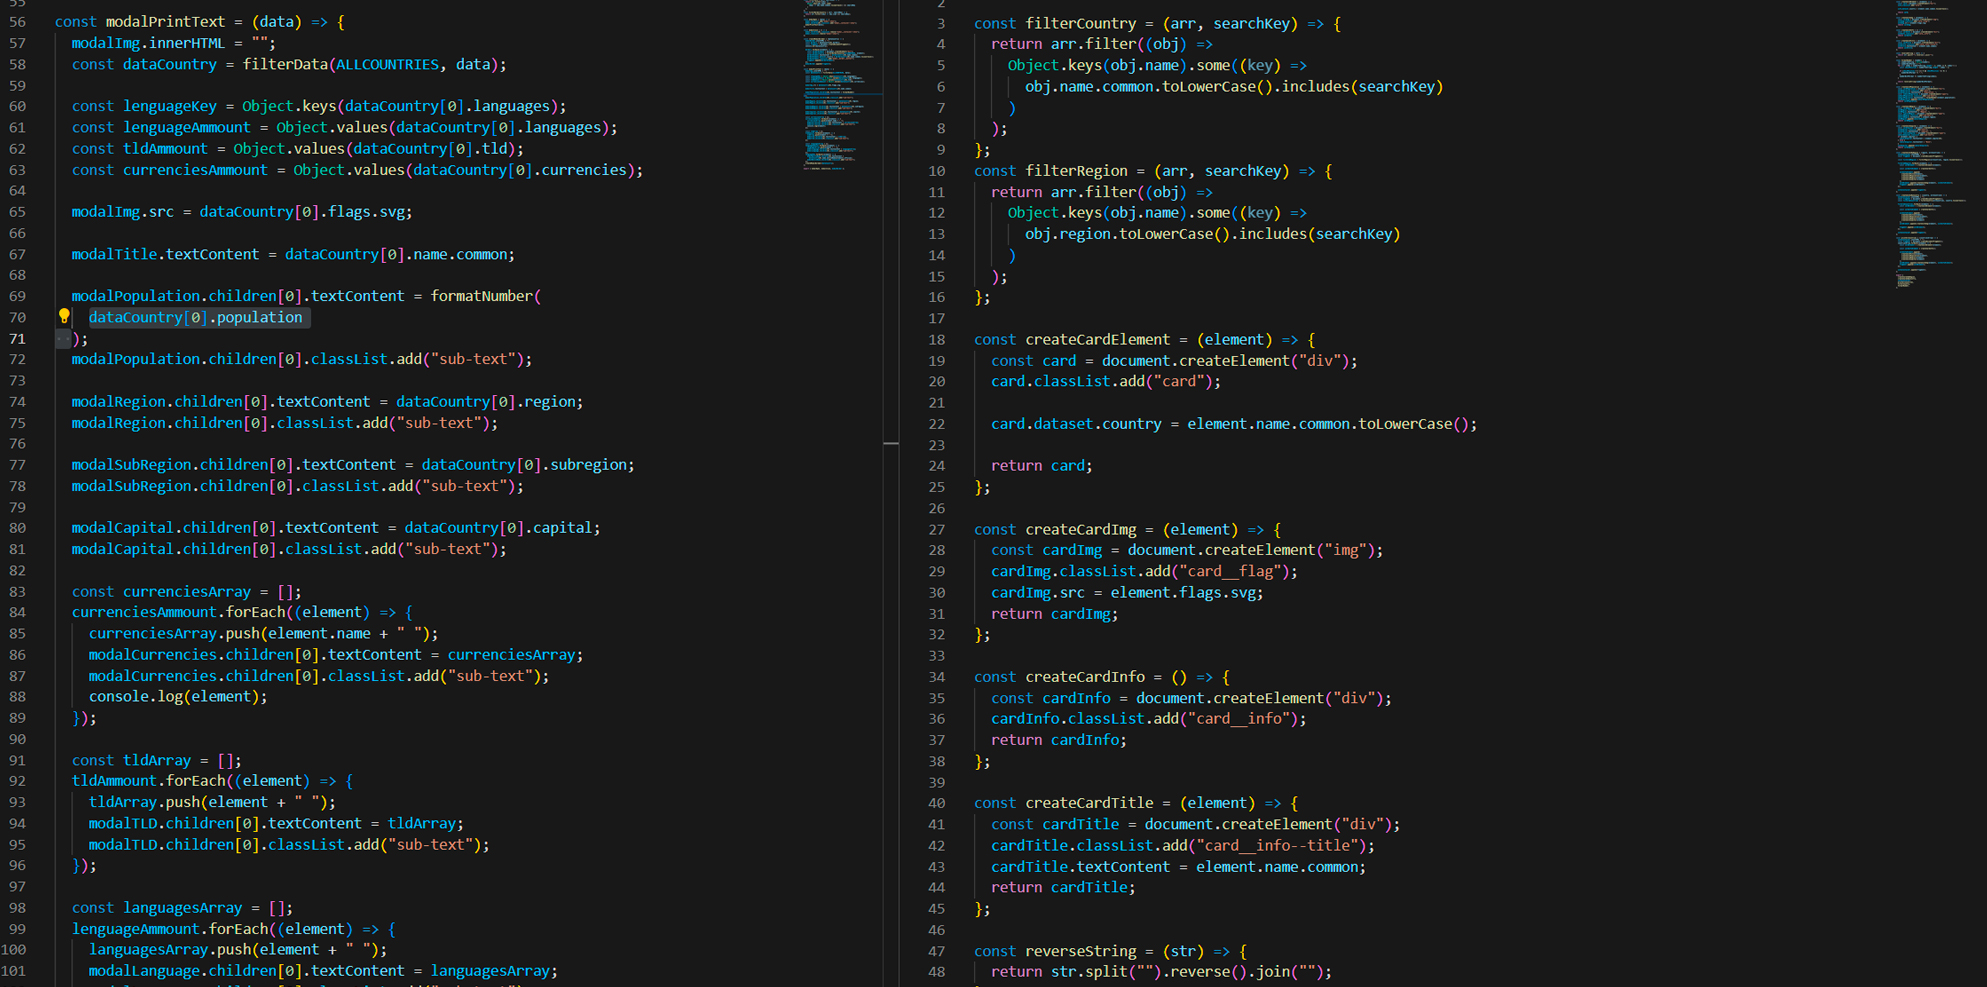 55
56 const modalPrintText = (data) => {
57 modalImg.innerHTML = "";
58 const dataCountry = filterData(ALLCOUNTRIES, data);
59
60 const lenguageKey = Object.keys(dataCountry[0].languages);
61 const lenguageAmmount = Object.values(dataCountry[0].languages);
62 const tldAmmount = Object.values(dataCountry[0].tld);
63 const currenciesAmmount = Object.values(dataCountry[0].currencies);
64
65 modalImg.src = dataCountry[0].flags.svg;
66
67 modalTitle.textContent = dataCountry[0].name.common;
68
69 modalPopulation.children[0].textContent = formatNumber(
70 dataCountry[0].population
71 );
72 modalPopulation.children[0].classList.add("sub-text");
73
74 modalRegion.children[0].textContent = dataCountry[0].region;
75 modalRegion.children[0].classList.add("sub-text");
76
77 modalSubRegion.children[0].textContent = dataCountry[0].subregion;
78 modalSubRegion.children[0].classList.add("sub-text");
79
80 modalCapital.children[0].textContent = dataCountry[0].capital;
81 modalCapital.children[0].classList.add("sub-text");
82
83 const currenciesArray = [];
84 currenciesAmmount.forEach((element) => {
85 currenciesArray.push(element.name + " ");
86 modalCurrencies.children[0].textContent = currenciesArray;
87 modalCurrencies.children[0].classList.add("sub-text");
88 console.log(element);
89 });
90
91 const tldArray = [];
92 tldAmmount.forEach((element) => {
93 tldArray.push(element + " ");
94 modalTLD.children[0].textContent = tldArray;
95 modalTLD.children[0].classList.add("sub-text");
96 });
97
98 const languagesArray = [];
99 lenguageAmmount.forEach((element) => {
100 languagesArray.push(element + " ");
101 modalLanguage.children[0].textContent = languagesArray;
2
3 const filterCountry = (arr, searchKey) => {
4 return arr.filter((obj) =>
5 Object.keys(obj.name).some((key) =>
6 obj.name.common.toLowerCase().includes(searchKey)
7 )
8 );
9 };
10 const filterRegion = (arr, searchKey) => {
11 return arr.filter((obj) =>
12 Object.keys(obj.name).some((key) =>
13 obj.region.toLowerCase().includes(searchKey)
14 )
15 );
16 };
17
18 const createCardElement = (element) => {
19 const card = document.createElement("div");
20 card.classList.add("card");
21
22 card.dataset.country = element.name.common.toLowerCase();
23
24 return card;
25 };
26
27 const createCardImg = (element) => {
28 const cardImg = document.createElement("img");
29 cardImg.classList.add("card__flag");
30 cardImg.src = element.flags.svg;
31 return cardImg;
32 };
33
34 const createCardInfo = () => {
35 const cardInfo = document.createElement("div");
36 cardInfo.classList.add("card__info");
37 return cardInfo;
38 };
39
40 const createCardTitle = (element) => {
41 const cardTitle = document.createElement("div");
42 cardTitle.classList.add("card__info--title");
43 cardTitle.textContent = element.name.common;
44 return cardTitle;
45 };
46
47 const reverseString = (str) => {
48 return str.split("").reverse().join("");